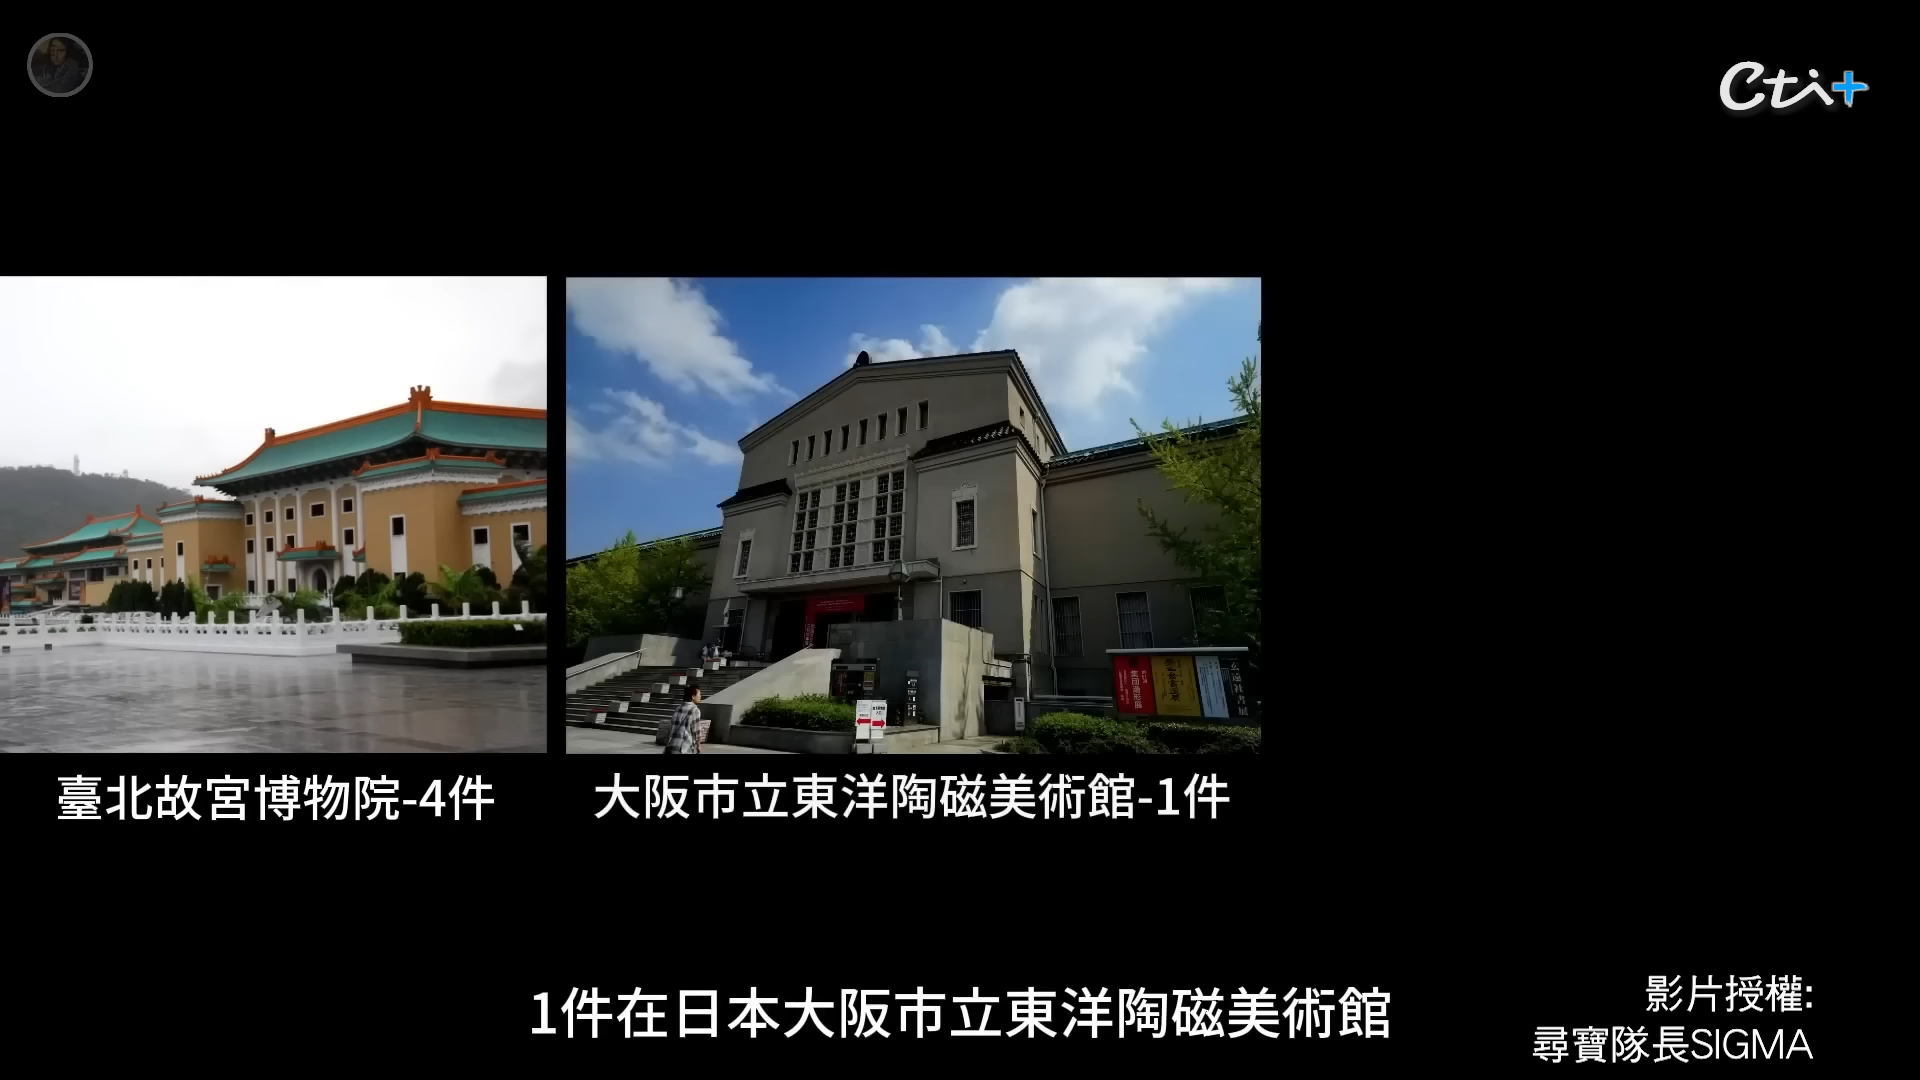 Cti+
臺北故宮博物院-4件
大阪市立東洋陶磁美術館-1件
1件在日本大阪市立東洋陶磁美術館
影片授權:
尋寶隊長SIGMA